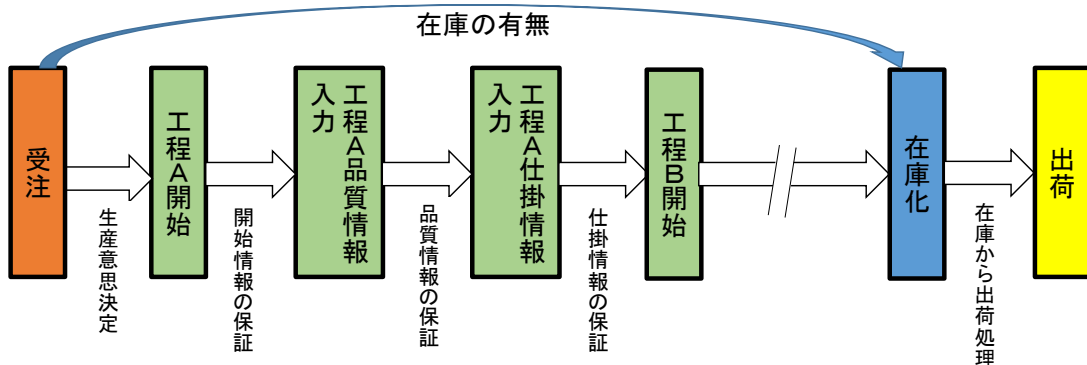 在庫の有無
受注
生産意思決定
工程A開始
開始情報の保証
工程A品質情報
入力
品質情報の保証
工程A仕掛情報
入力
仕掛情報の保証
工程B開始
在庫化
在庫から出荷処理
出荷